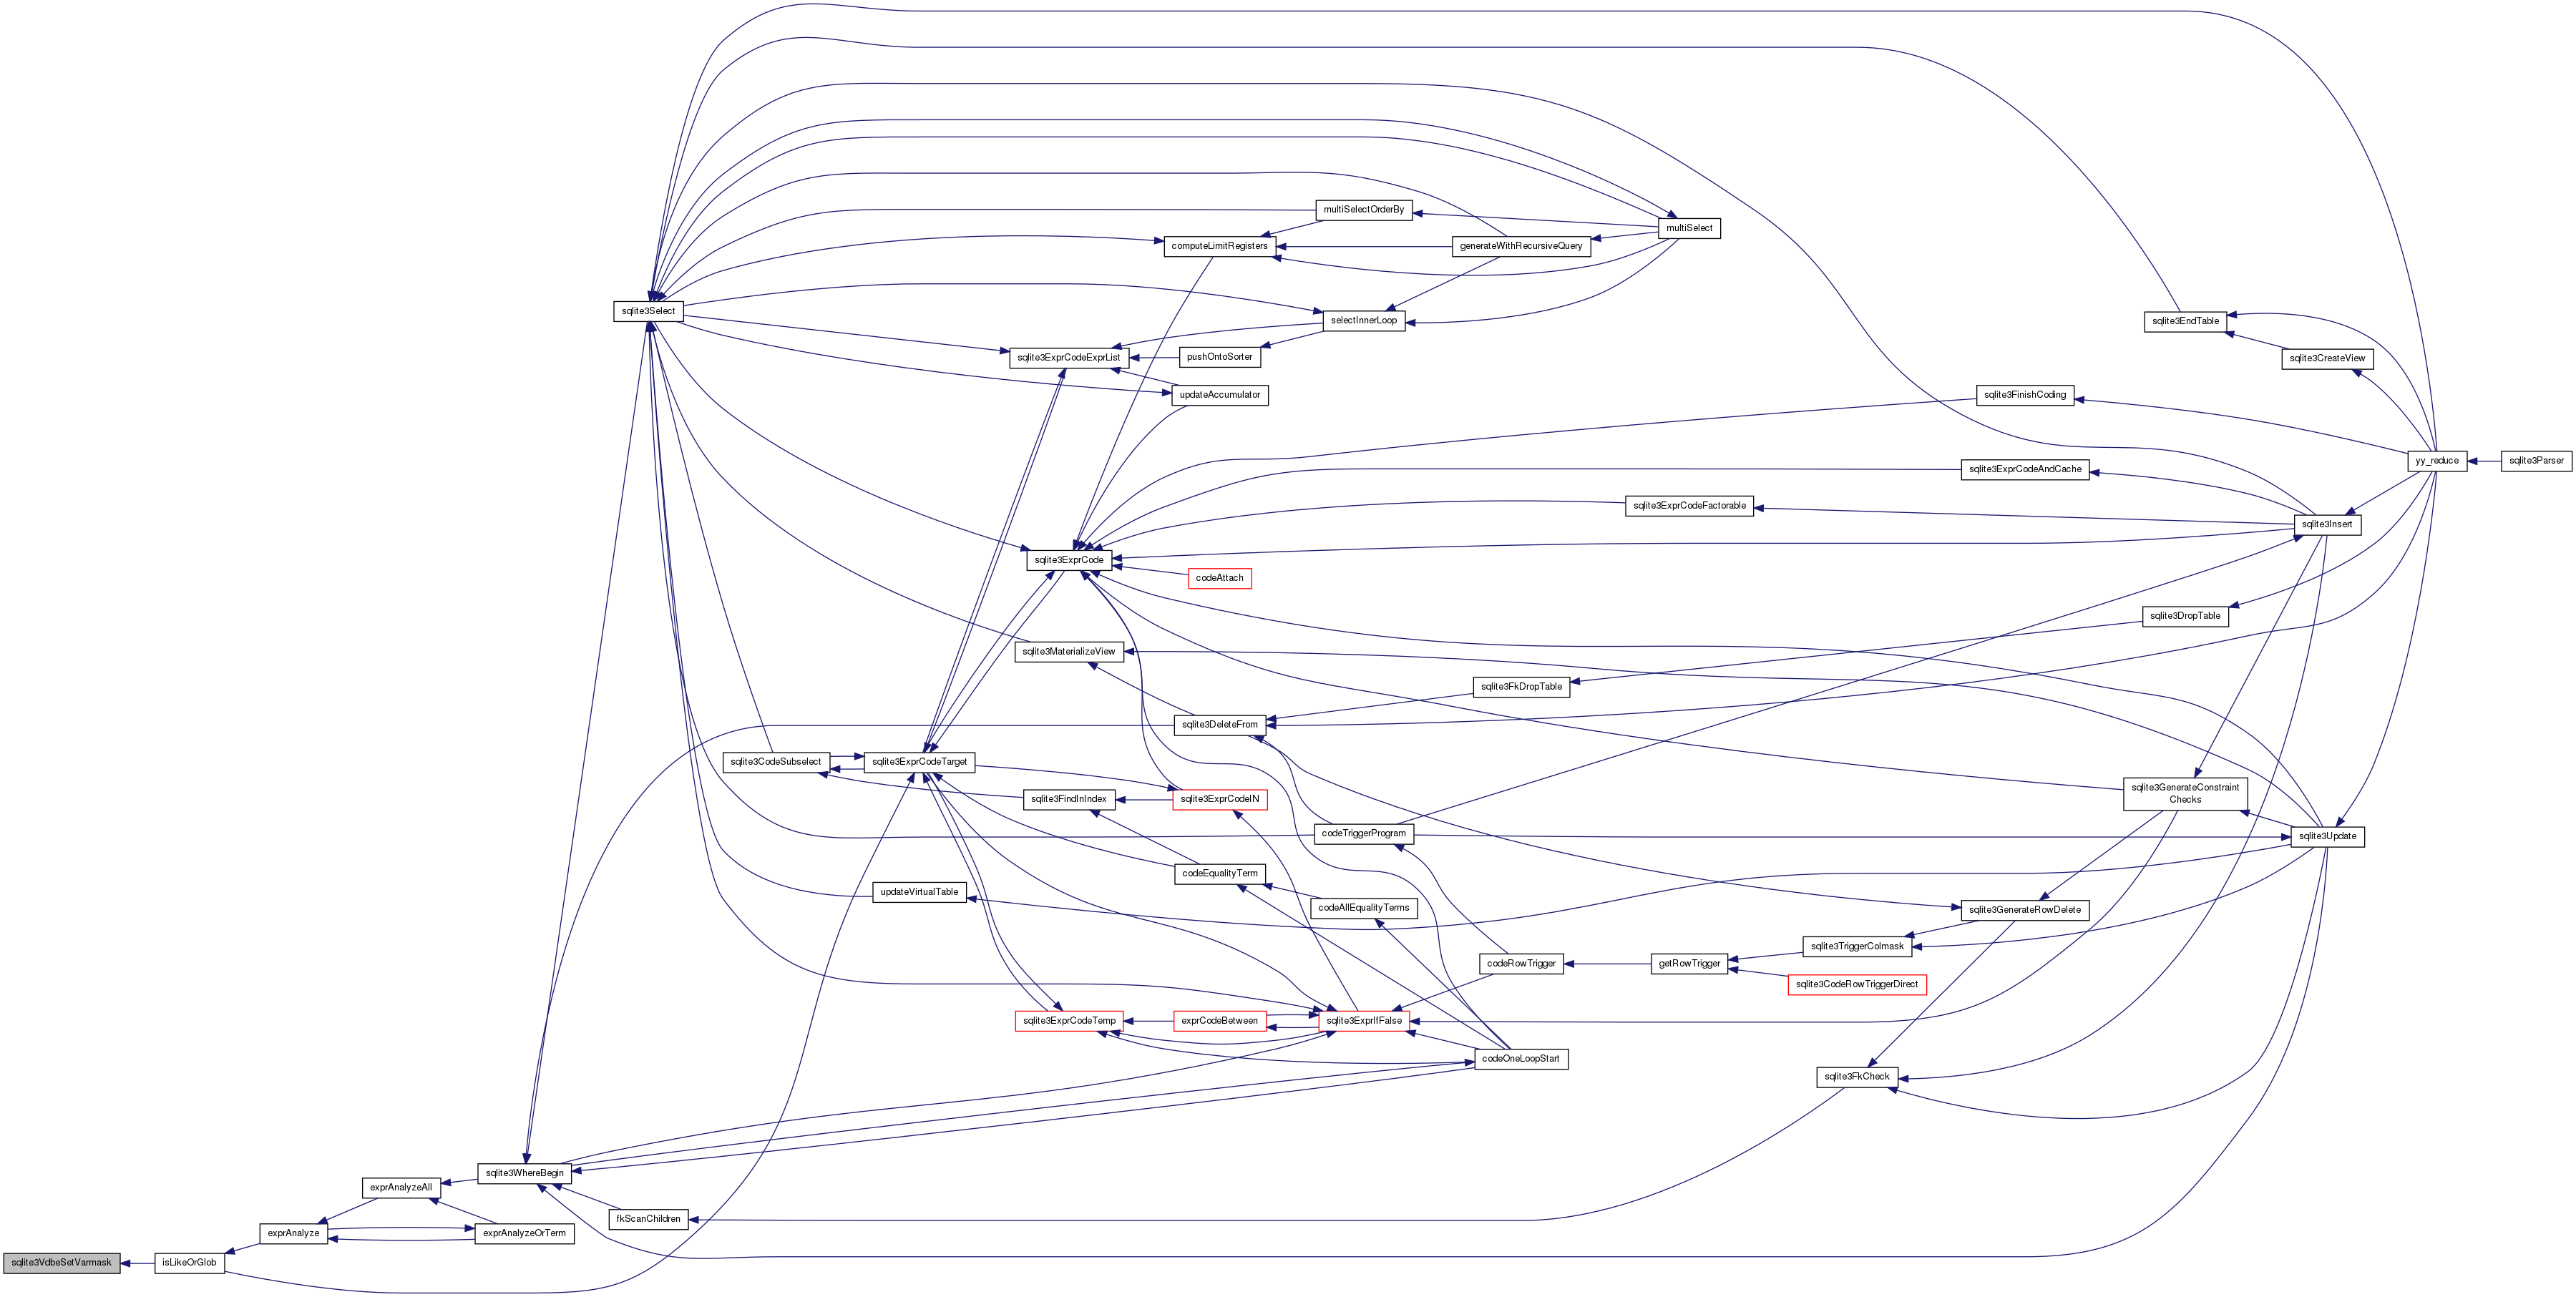 multiSelectOrderBy
multiSelect
computeLimitRegisters
generateWithRecursiveQuery
sqlite3Select
selectInnerLoop
sqlite3EndTable
sqlite3ExprCodeExprList
pushOntoSorter
sqlite3CreateView
updateAccumulator
sqlite3FinishCoding
yy_reduce
sqlite3Parser
sqlite3ExprCodeAndCache
sqlite3ExprCodeFactorable
sqlite3Insert
sqlite3ExprCode
codeAttach
sqlite3DropTable
sqlite3MaterializeView
sqlite3FkDropTable
sqlite3DeleteFrom
sqlite3CodeSubselect
sqlite3ExprCodeTarget
sqlite3GenerateConstraint
Checks
sqlite3FindInIndex
sqlite3ExprCodeIN
codeTriggerProgram
sqlite3Update
codeEqualityTerm
updateVirtualTable
codeAllEqualityTerms
sqlite3GenerateRowDelete
sqlite3TriggerColmask
codeRowTrigger
getRowTrigger
sqlite3CodeRowTriggerDirect
sqlite3ExprCodeTemp
exprCodeBetween
sqlite3ExprIfFalse
codeOneLoopStart
sqlite3FkCheck
sqlite3WhereBegin
exprAnalyzeAll
fkScanChildren
exprAnalyze
exprAnalyzeOrTerm
sqlite3VdbeSetVarmask
isLikeOrGlob